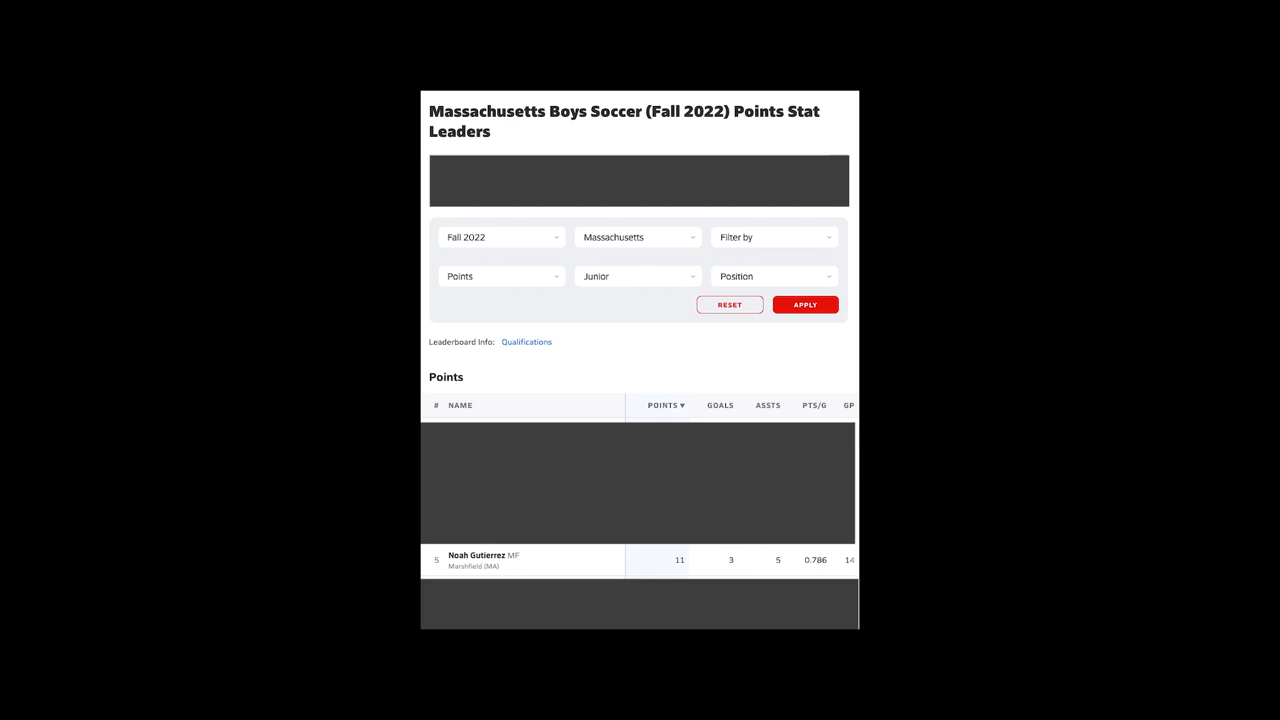 Massachusetts Boys Soccer (Fall 2022) Points Stat
Leaders
Fall 2022 Massachusetts Filter by
Points Junior Position
RESET APPLY
Leaderboard Info: Qualifications
Points
# NAME POINTS ▼ GOALS ASSTS PTS/G GP
5 Noah Gutierrez MF 11 3 5 0.786 14
Marshfield (MA)